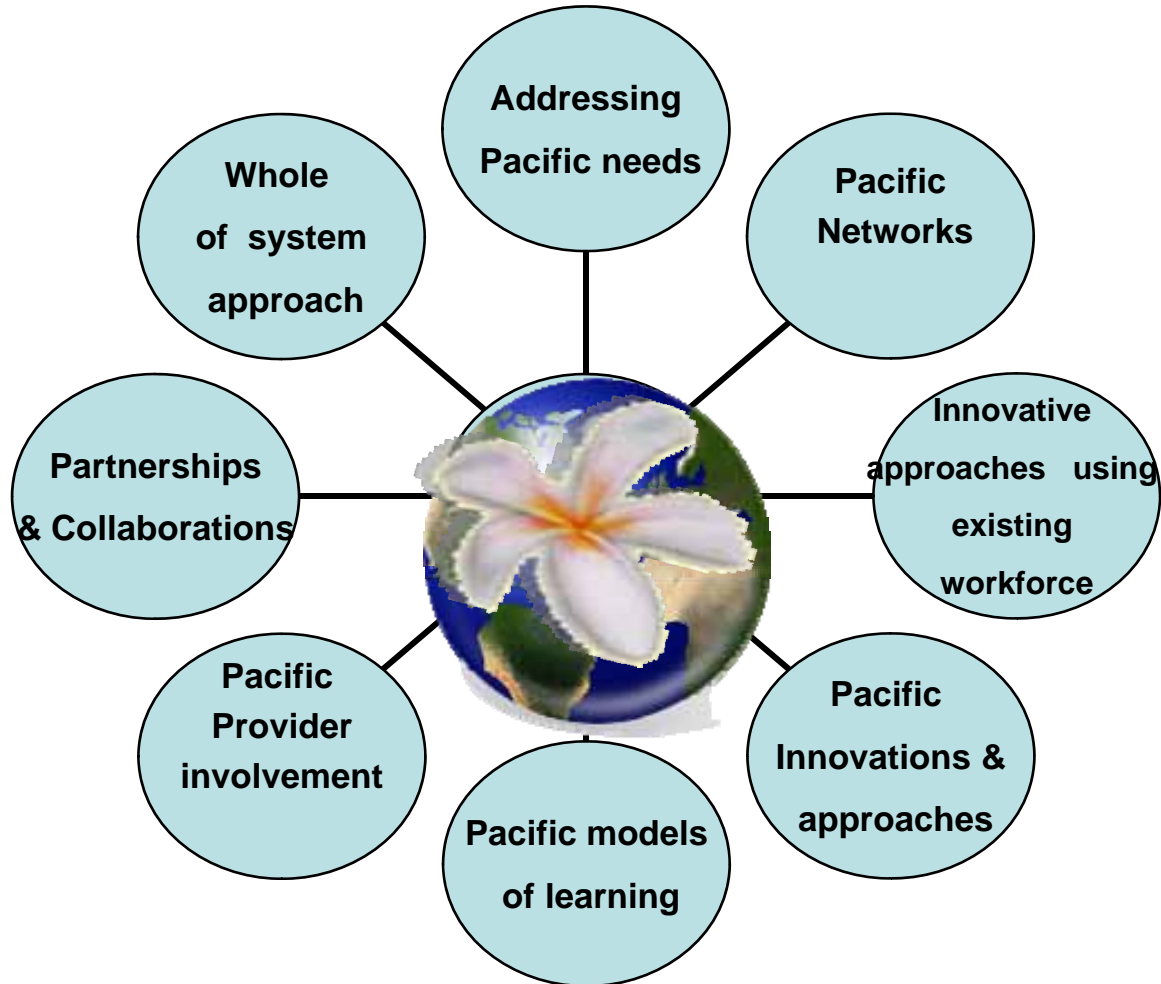 Addressing
Pacific needs
Pacific
Networks
Innovative
approaches using
existing
workforce
Pacific
Innovations &
approaches
Pacific models
of learning
Pacific
Provider
involvement
Partnerships
& Collaborations
Whole
of system
approach